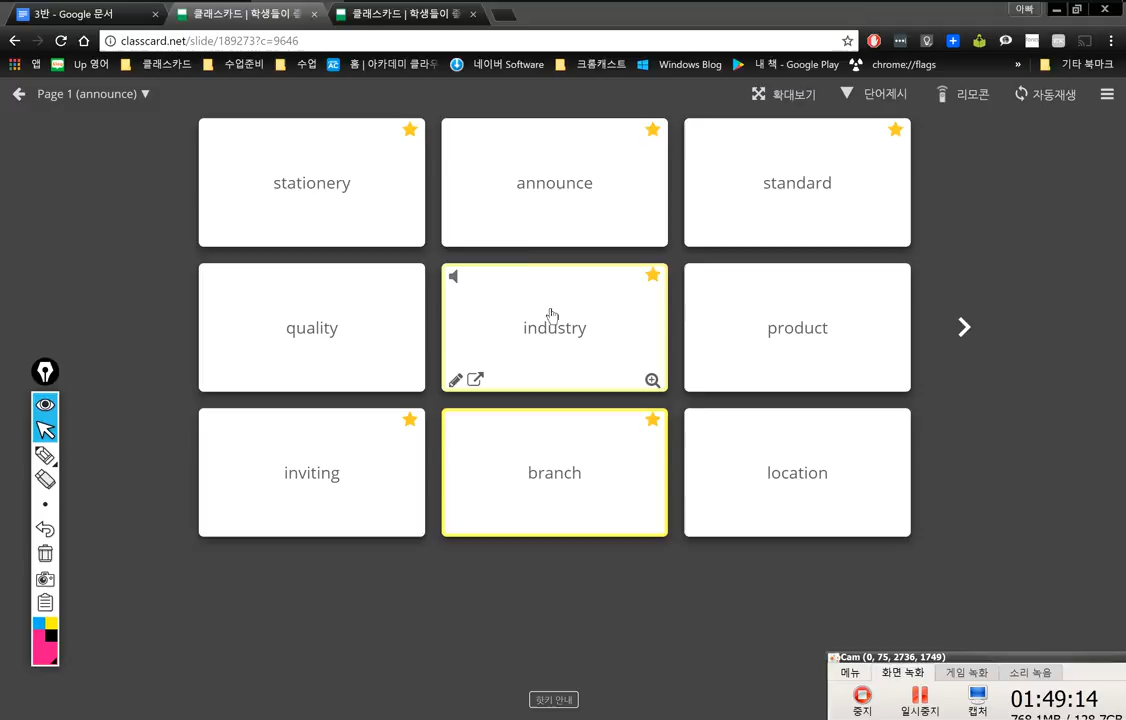 3반 - Google 문서
클래스카드 | 학생들이 좋
클래스카드 | 학생들이 좋
아빠
classcard.net/slide/189273?c=9646
앱
Up 영어
클래스카드
수업준비
수업
홈 | 아카데미 클라우
네이버 Software
크롬캐스트
Windows Blog
내 책 - Google Play
chrome://flags
»
기타 북마크
Page 1 (announce) ▼
확대보기
단어제시
리모콘
자동재생
stationery
announce
standard
quality
industry
product
inviting
branch
location
핫키 안내
Cam (0, 75, 2736, 1749)
메뉴
화면 녹화
게임 녹화
소리 녹음
중지
일시중지
캡처
01:49:14
768.1MB / 128.7GB